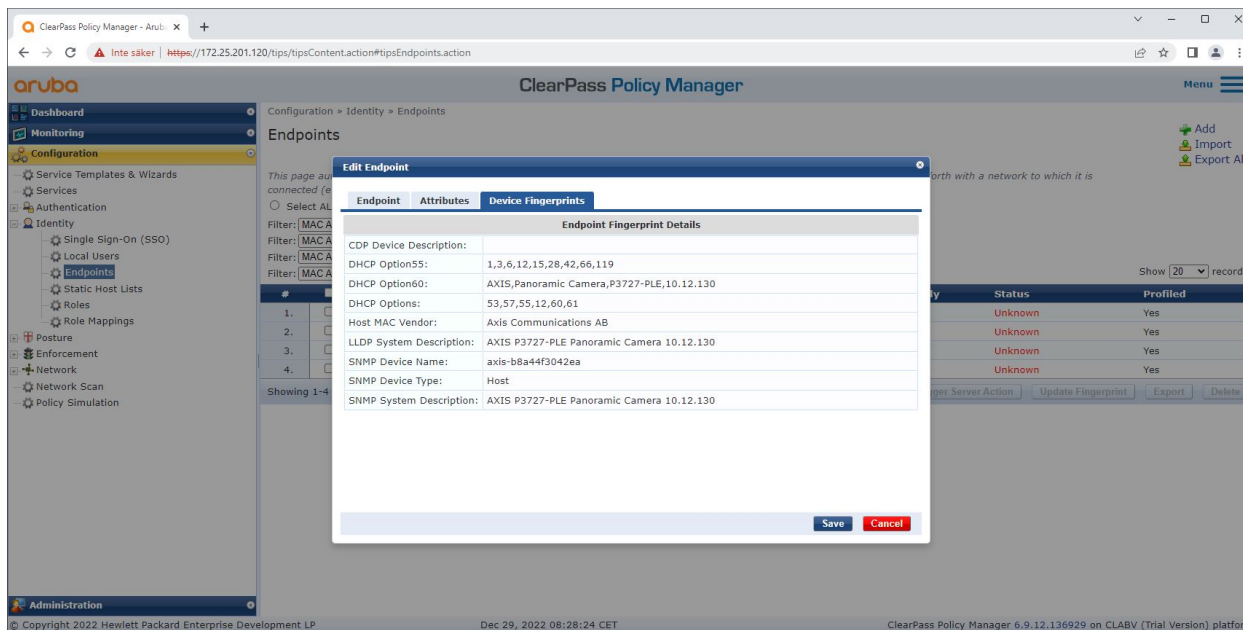 ClearPass Policy Manager - Arub
Inte säker | https://172.25.201.120/tips/tipsContent.action#tipsEndpoints.action
aruba
ClearPass Policy Manager
Menu
Dashboard
Monitoring
Configuration
Service Templates & Wizards
Services
Authentication
Identity
Single Sign-On (SSO)
Local Users
Endpoints
Static Host Lists
Roles
Role Mappings
Posture
Enforcement
Network
Network Scan
Policy Simulation
Administration
Configuration » Identity » Endpoints
Endpoints
Add
Import
Export Al
This page au orth with a network to which it is
connected (e
Select AL
Filter: MAC A
Filter: MAC A
Filter: MAC A
Filter: MAC A
Show 20 record
# Status Profiled
1. Unknown Yes
2. Unknown Yes
3. Unknown Yes
4. Unknown Yes
Showing 1-4 ger Server Action Update Fingerprint Export Delete
Edit Endpoint
Endpoint Attributes Device Fingerprints
Endpoint Fingerprint Details
CDP Device Description:
DHCP Option55: 1,3,6,12,15,28,42,66,119
DHCP Option60: AXIS,Panoramic Camera,P3727-PLE,10.12.130
DHCP Options: 53,57,55,12,60,61
Host MAC Vendor: Axis Communications AB
LLDP System Description: AXIS P3727-PLE Panoramic Camera 10.12.130
SNMP Device Name: axis-b8a44f3042ea
SNMP Device Type: Host
SNMP System Description: AXIS P3727-PLE Panoramic Camera 10.12.130
Save Cancel
© Copyright 2022 Hewlett Packard Enterprise Development LP Dec 29, 2022 08:28:24 CET ClearPass Policy Manager 6.9.12.136929 on CLABV (Trial Version) platfor